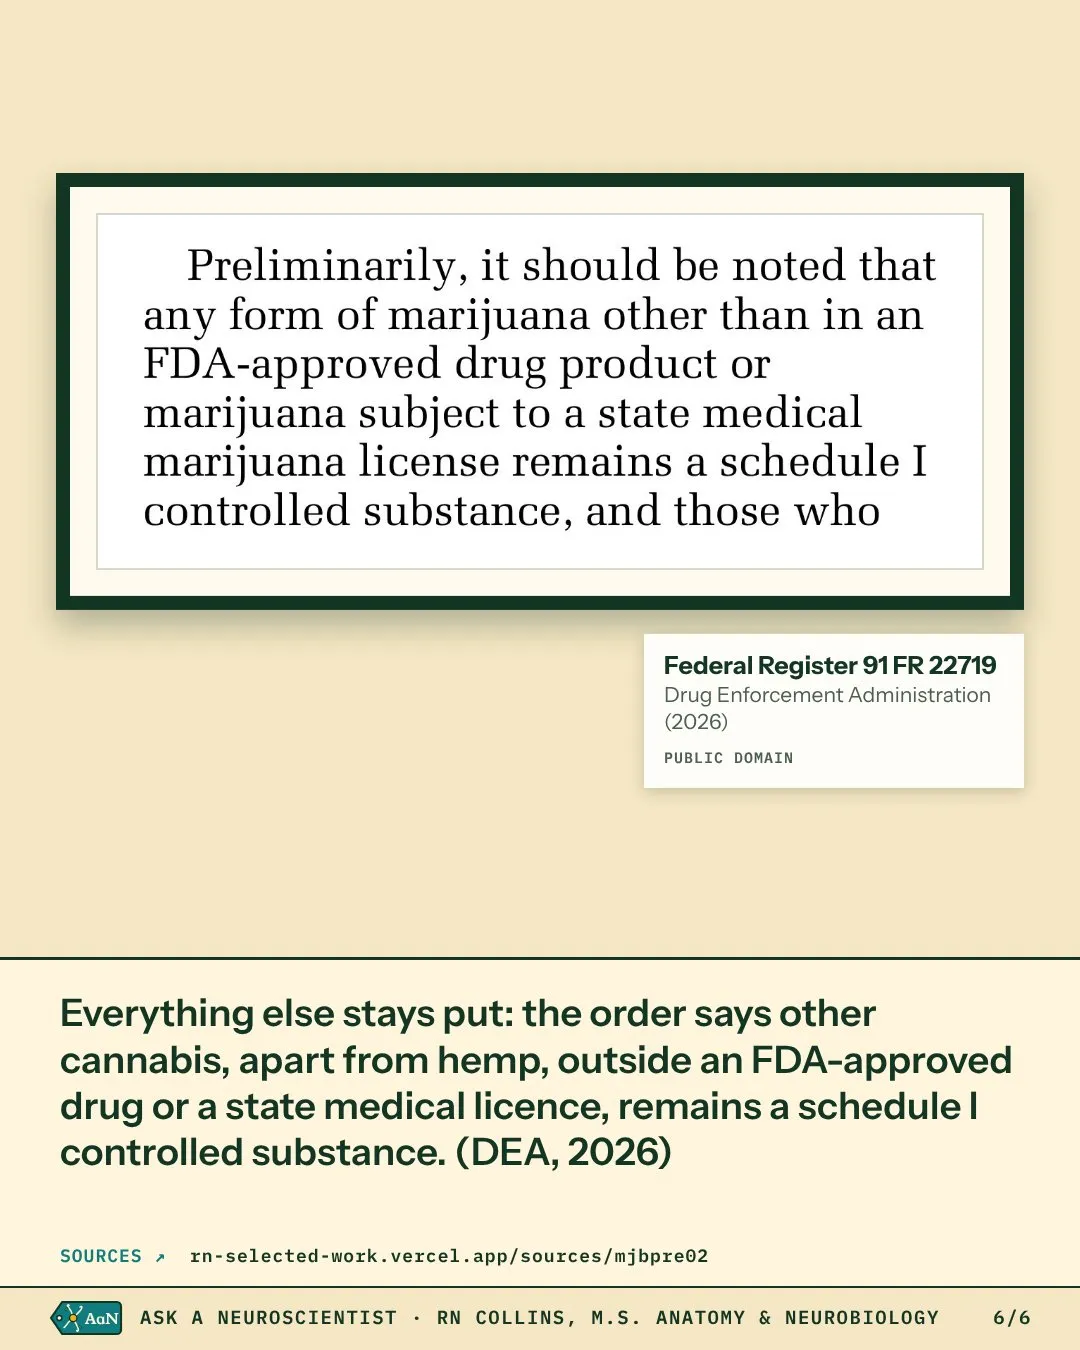 Preliminarily, it should be noted that
any form of marijuana other than in an
FDA-approved drug product or
marijuana subject to a state medical
marijuana license remains a schedule I
controlled substance, and those who
Federal Register 91 FR 22719
Drug Enforcement Administration
(2026)
PUBLIC DOMAIN
Everything else stays put: the order says other
cannabis, apart from hemp, outside an FDA-approved
drug or a state medical licence, remains a schedule I
controlled substance. (DEA, 2026)
SOURCES ↗ rn-selected-work.vercel.app/sources/mjbpre02
AaN ASK A NEUROSCIENTIST · RN COLLINS, M.S. ANATOMY & NEUROBIOLOGY 6/6